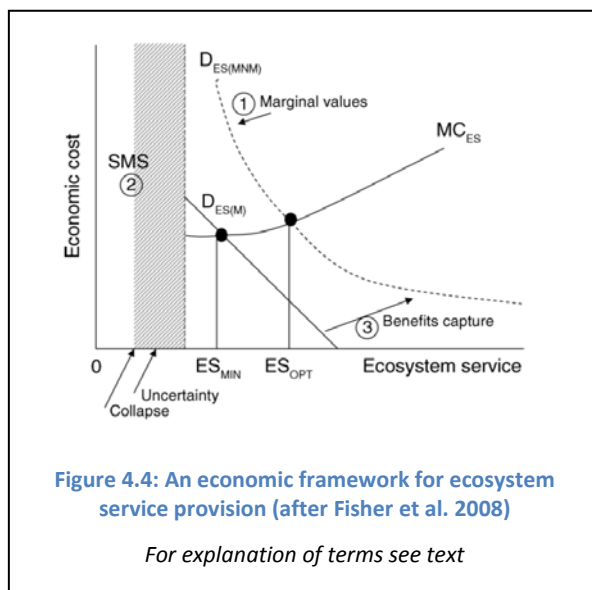 D_ES(MNM)
① Marginal values
MC_ES
SMS
②
D_ES(M)
Economic cost
③ Benefits capture
0
ES_MIN
ES_OPT
Ecosystem service
Uncertainty
Collapse
Figure 4.4: An economic framework for ecosystem
service provision (after Fisher et al. 2008)
For explanation of terms see text